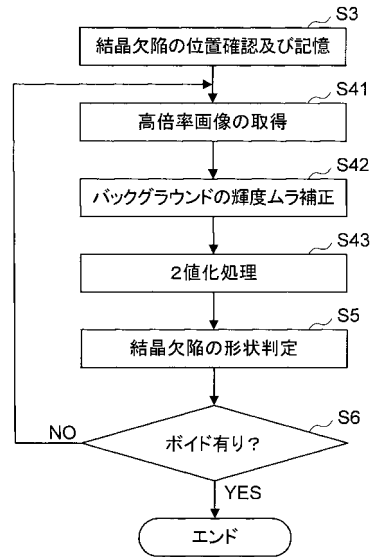 S3
結晶欠陥の位置確認及び記憶
S41
高倍率画像の取得
S42
バックグラウンドの輝度ムラ補正
S43
2値化処理
S5
結晶欠陥の形状判定
S6
ボイド有り?
NO
YES
エンド